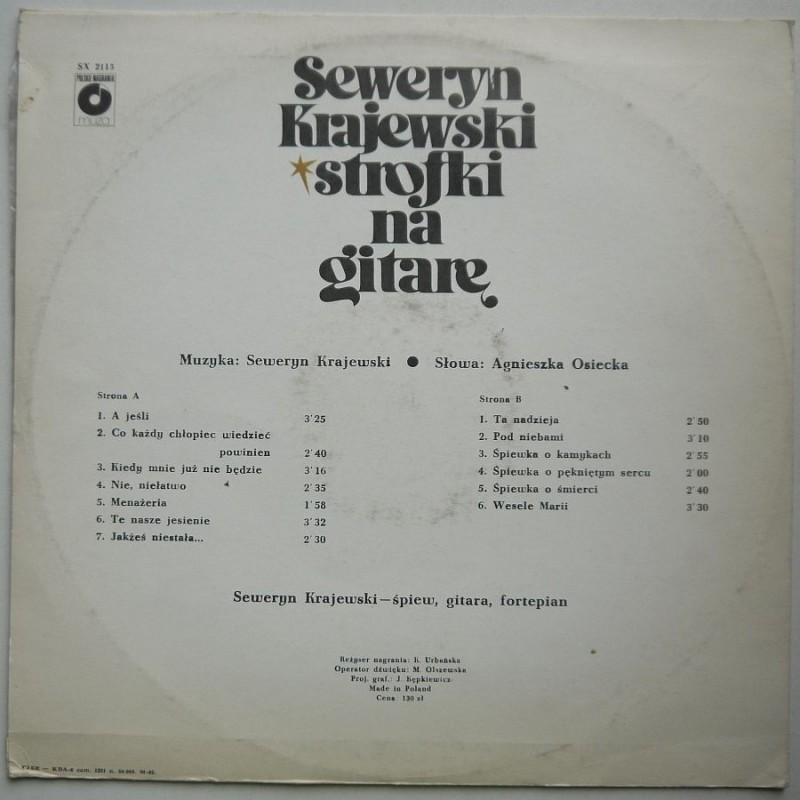 SX 2115
POLSKIE NAGRANIA
muza
Seweryn
Krajewski
strofki
na
gitarę
Muzyka: Seweryn Krajewski ● Słowa: Agnieszka Osiecka
Strona A
1. A jeśli 3'25
2. Co każdy chłopiec wiedzieć
powinien 2'40
3. Kiedy mnie już nie będzie 3'16
4. Nie, niełatwo 2'35
5. Menażeria 1'58
6. Te nasze jesienie 3'32
7. Jakżeś niestała... 2'30
Strona B
1. Ta nadzieja 2'50
2. Pod niebami 3'10
3. Śpiewka o kamykach 2'55
4. Śpiewka o pękniętym sercu 2'00
5. Śpiewka o śmierci 2'40
6. Wesele Marii 3'30
Seweryn Krajewski—śpiew, gitara, fortepian
Reżyser nagrania: K. Urbańska
Operator dźwięku: M. Olszewska
Proj. graf.: J. Kępkiewicz
Made in Poland
Cena 130 zł